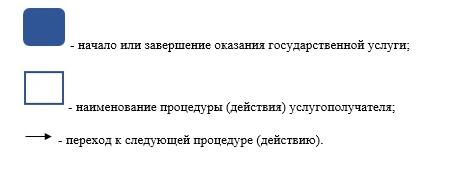 - начало или завершение оказания государственной услуги;
- наименование процедуры (действия) услугополучателя;
- переход к следующей процедуре (действию).